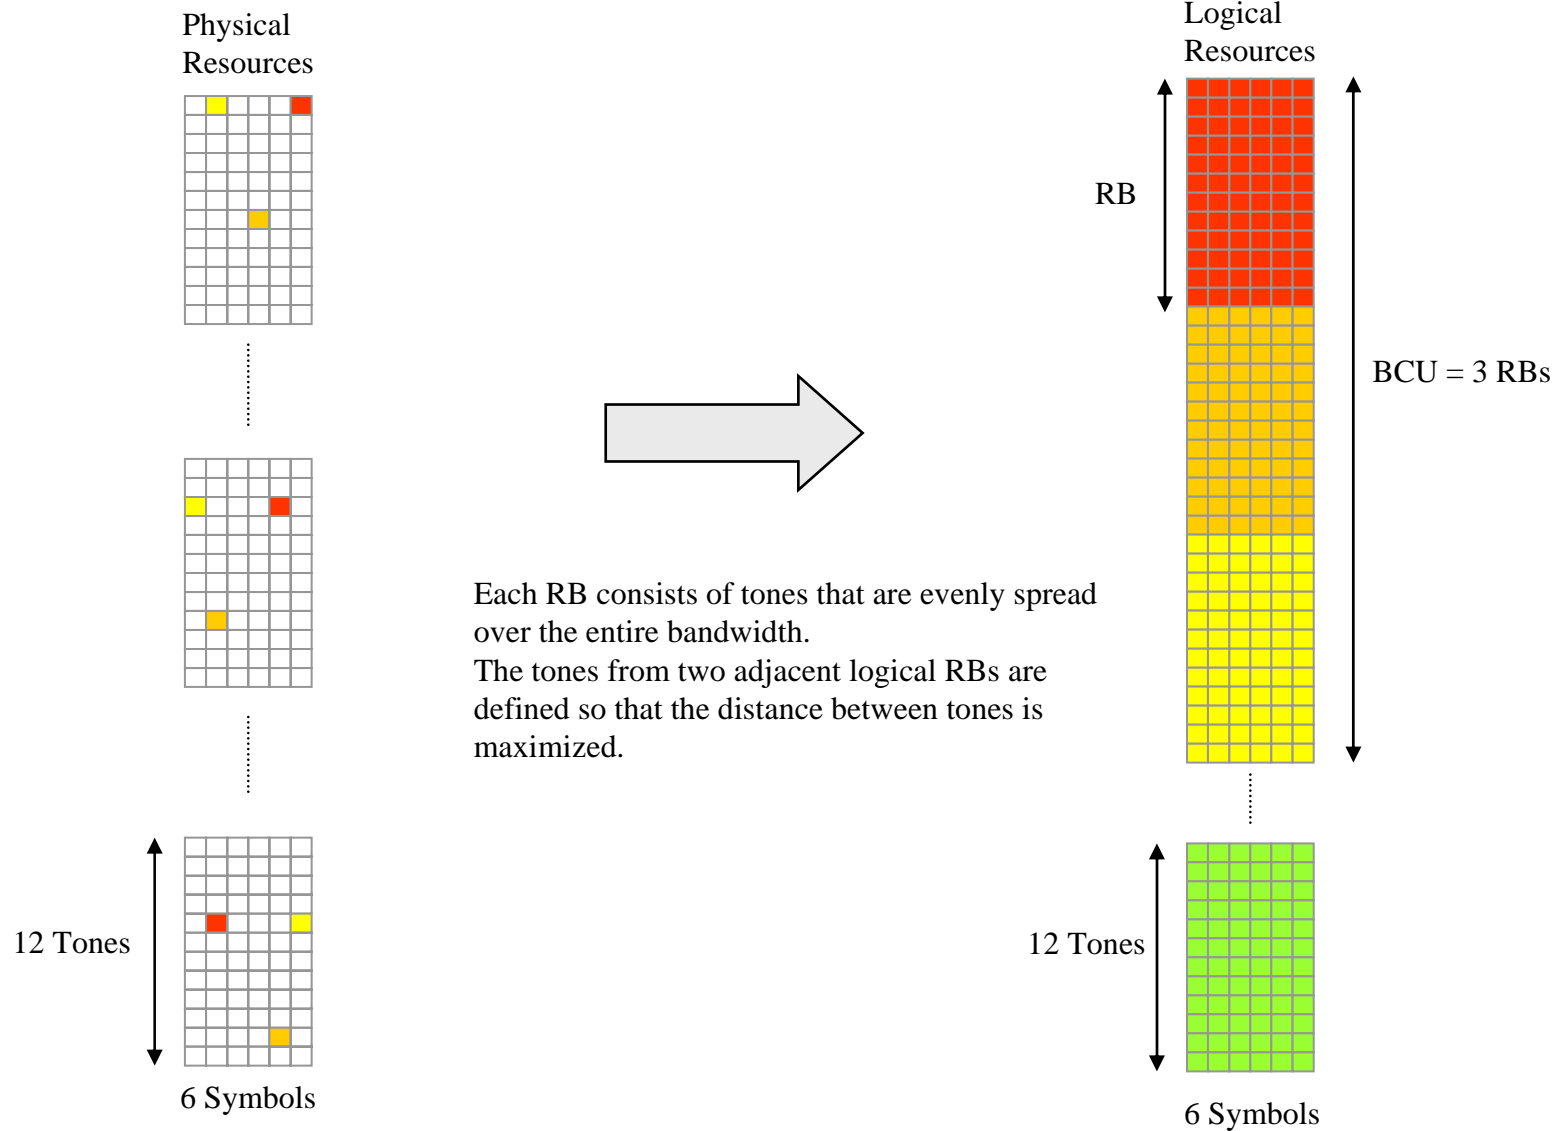 Physical
Resources
Logical
Resources
RB
BCU = 3 RBs
Each RB consists of tones that are evenly spread
over the entire bandwidth.
The tones from two adjacent logical RBs are
defined so that the distance between tones is
maximized.
12 Tones
12 Tones
6 Symbols
6 Symbols